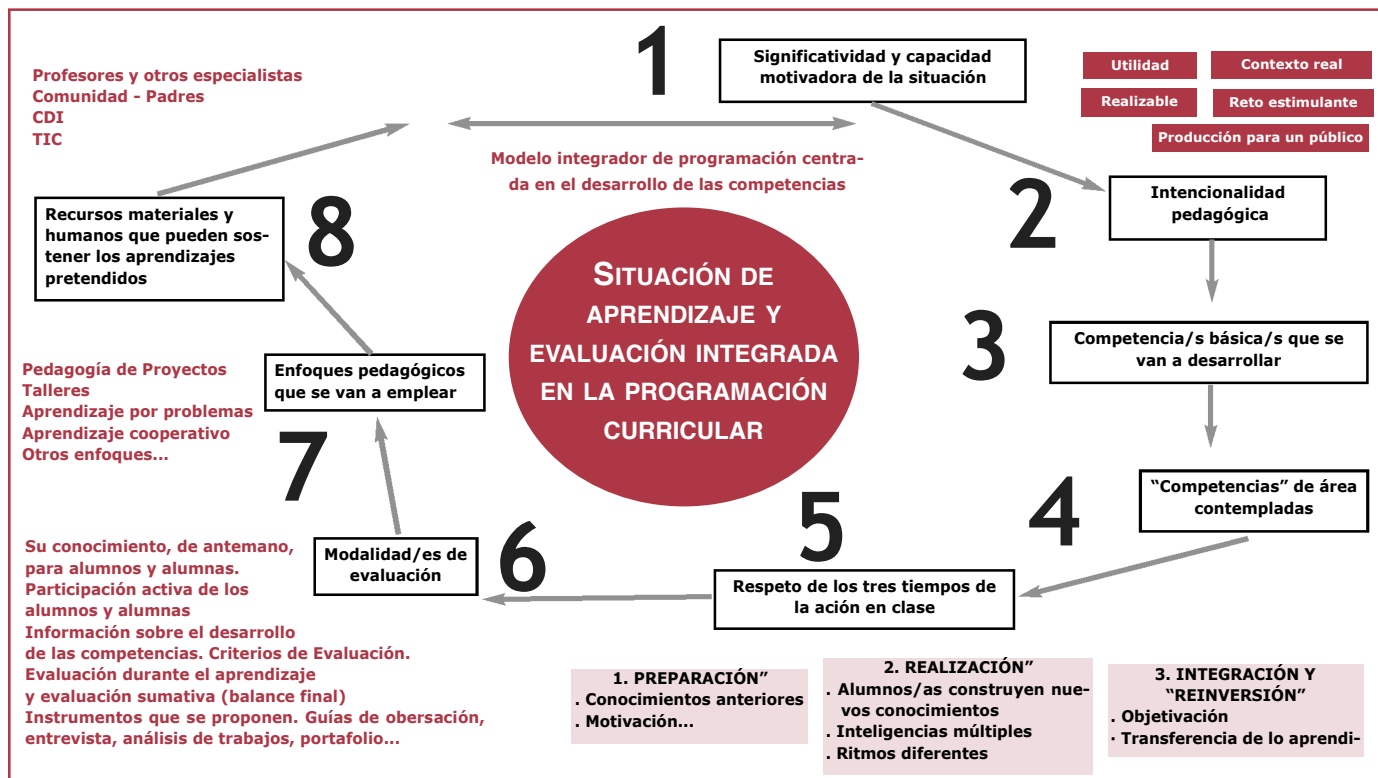 1
Significatividad y capacidad
motivadora de la situación
Utilidad
Contexto real
Realizable
Reto estimulante
Producción para un público
Profesores y otros especialistas
Comunidad - Padres
CDI
TIC
Modelo integrador de programación centra-
da en el desarrollo de las competencias
2
Intencionalidad
pedagógica
8
Recursos materiales y
humanos que pueden sos-
tener los aprendizajes
pretendidos
SITUACIÓN DE
APRENDIZAJE Y
EVALUACIÓN INTEGRADA
EN LA PROGRAMACIÓN
CURRICULAR
3
Competencia/s básica/s que se
van a desarrollar
Pedagogía de Proyectos
Talleres
Aprendizaje por problemas
Aprendizaje cooperativo
Otros enfoques...
Enfoques pedagógicos
que se van a emplear
7
4
“Competencias” de área
contempladas
5
Respeto de los tres tiempos de
la ación en clase
6
Modalidad/es de
evaluación
Su conocimiento, de antemano,
para alumnos y alumnas.
Participación activa de los
alumnos y alumnas
Información sobre el desarrollo
de las competencias. Criterios de Evaluación.
Evaluación durante el aprendizaje
y evaluación sumativa (balance final)
Instrumentos que se proponen. Guías de obersación,
entrevista, análisis de trabajos, portafolio...
1. PREPARACIÓN”
. Conocimientos anteriores
. Motivación...
2. REALIZACIÓN”
. Alumnos/as construyen nue-
vos conocimientos
. Inteligencias múltiples
. Ritmos diferentes
3. INTEGRACIÓN Y
“REINVERSIÓN”
. Objetivación
· Transferencia de lo aprendi-